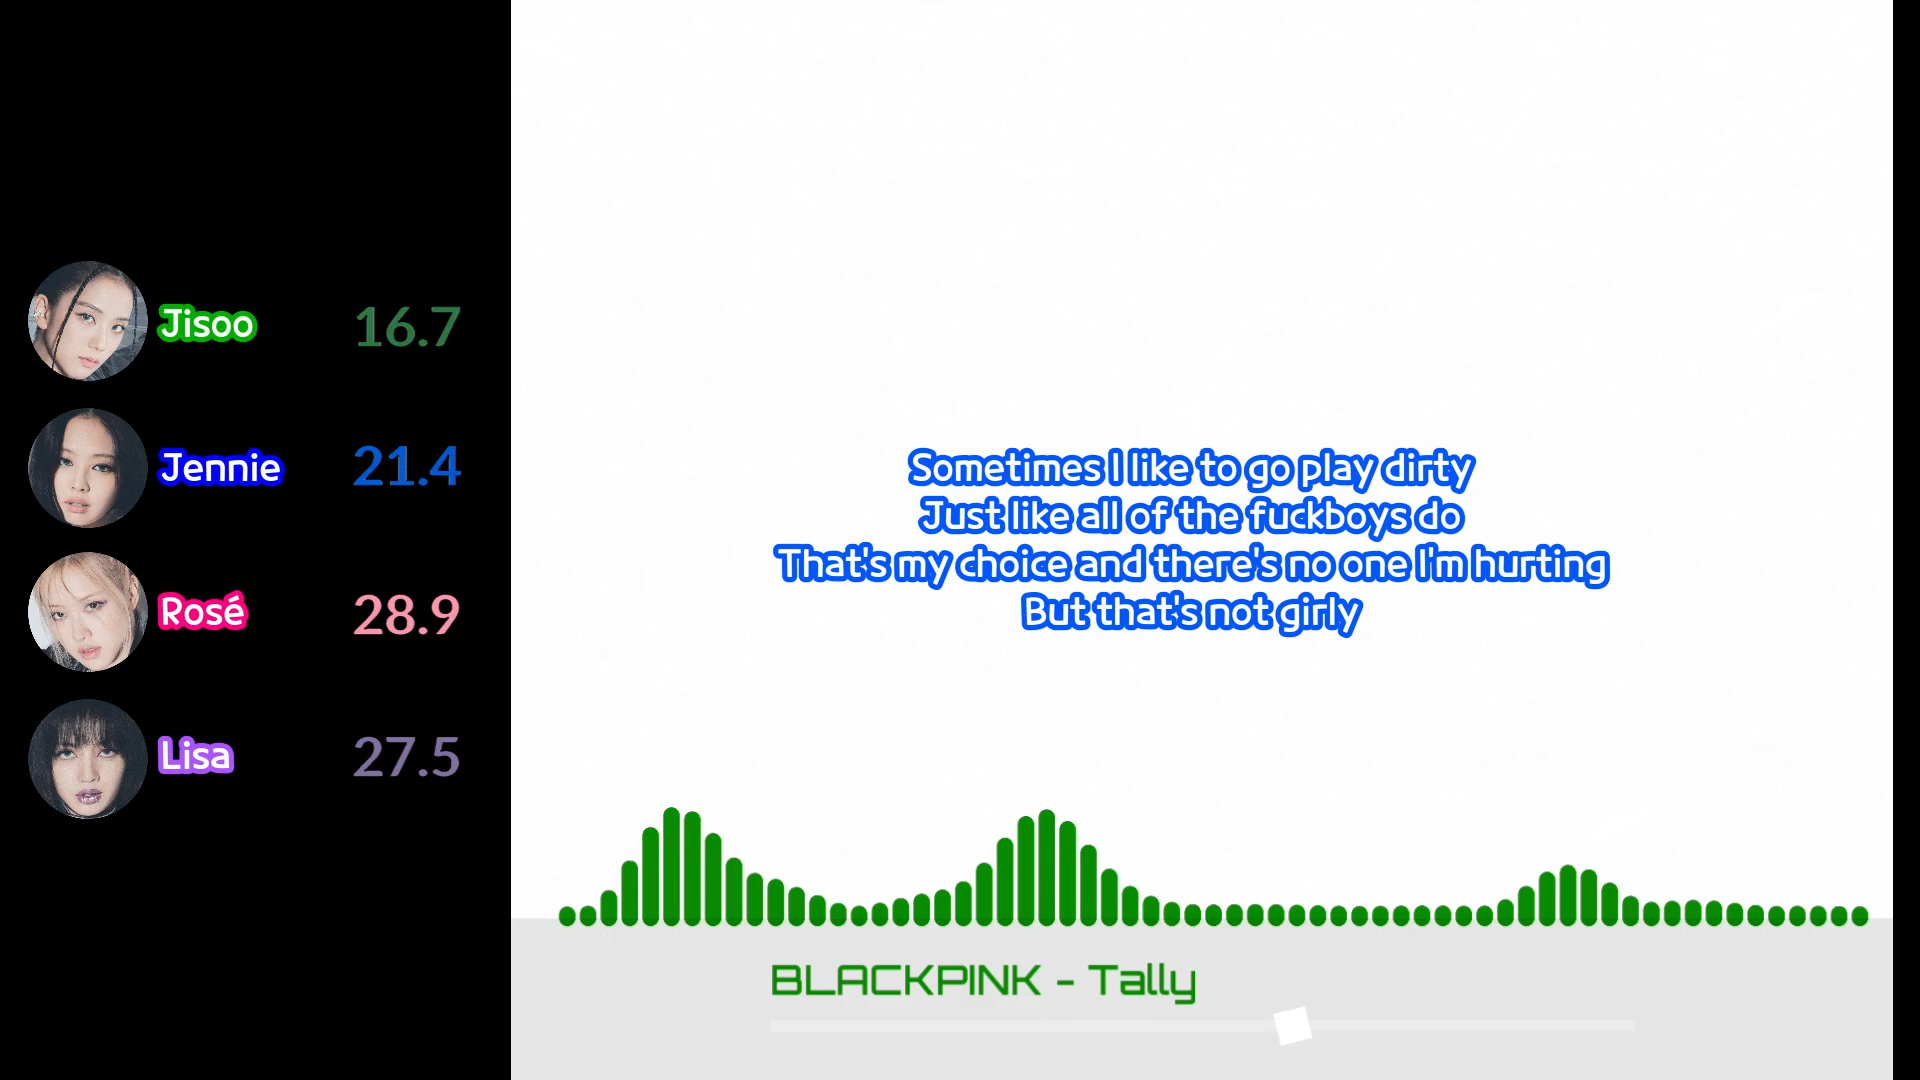 Jisoo 16.7
Jennie 21.4
Rosé 28.9
Lisa 27.5
Sometimes I like to go play dirty
Just like all of the fuckboys do
That's my choice and there's no one I'm hurting
But that's not girly
BLACKPINK - Tally